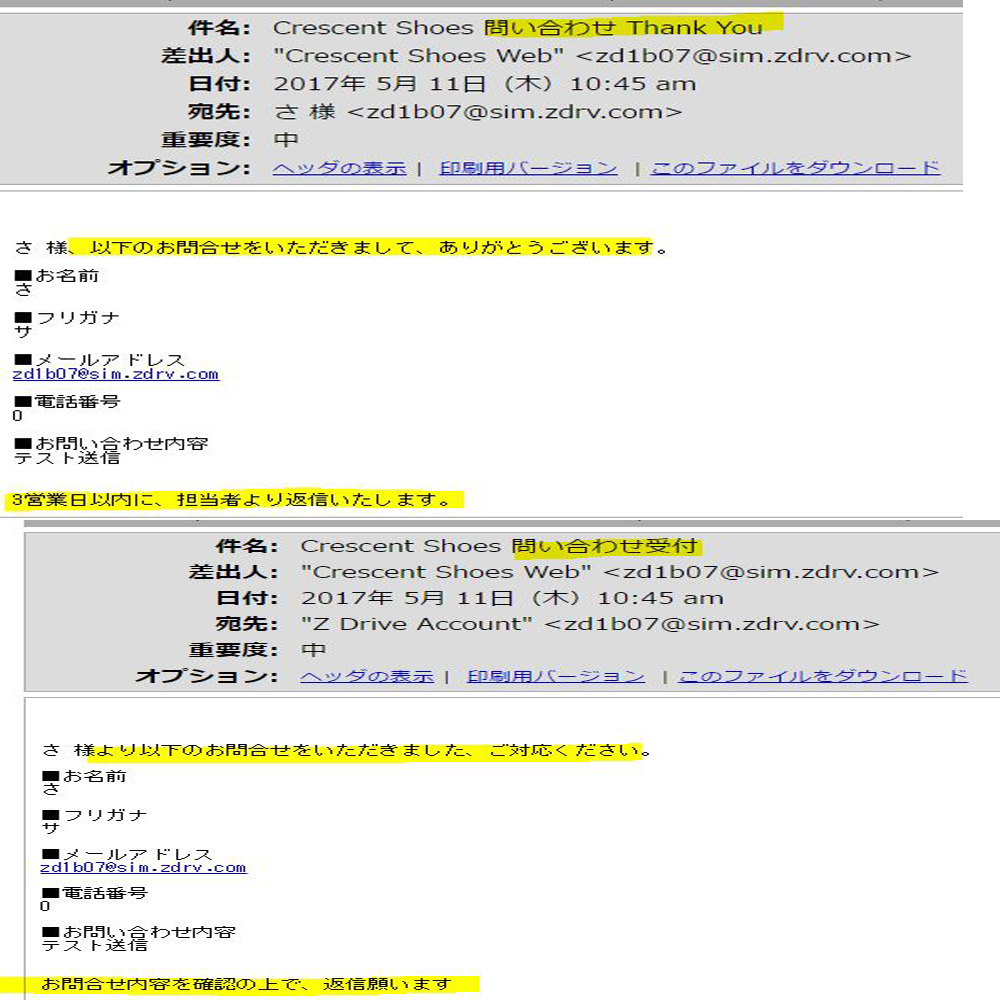 件名: Crescent Shoes 問い合わせ Thank You
差出人: "Crescent Shoes Web" <zd1b07@sim.zdrv.com>
日付: 2017年 5月 11日（木）10:45 am
宛先: さ 様 <zd1b07@sim.zdrv.com>
重要度: 中
オプション: ヘッダの表示 | 印刷用バージョン | このファイルをダウンロード
さ 様、以下のお問合せをいただきまして、ありがとうございます。
■お名前
さ
■フリガナ
サ
■メールアドレス
zd1b07@sim.zdrv.com
■電話番号
0
■お問い合わせ内容
テスト送信
3営業日以内に、担当者より返信いたします。
件名: Crescent Shoes 問い合わせ受付
差出人: "Crescent Shoes Web" <zd1b07@sim.zdrv.com>
日付: 2017年 5月 11日（木）10:45 am
宛先: "Z Drive Account" <zd1b07@sim.zdrv.com>
重要度: 中
オプション: ヘッダの表示 | 印刷用バージョン | このファイルをダウンロード
さ 様より以下のお問合せをいただきました、ご対応ください。
■お名前
さ
■フリガナ
サ
■メールアドレス
zd1b07@sim.zdrv.com
■電話番号
0
■お問い合わせ内容
テスト送信
お問合せ内容を確認の上で、返信願います